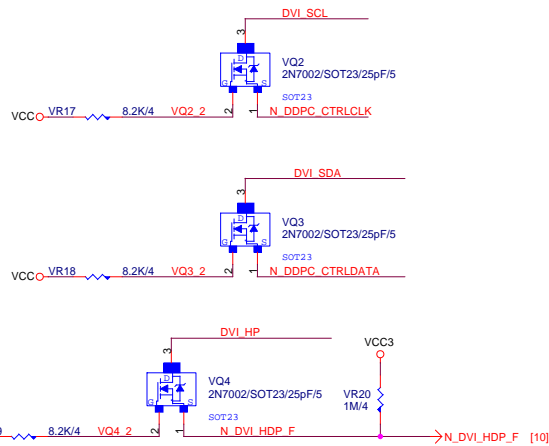 DVI_SCL
3
D
VQ2
2N7002/SOT23/25pF/5
G S
SOT23
VCC VR17 8.2K/4 VQ2_2 2 1 N_DDPC_CTRLCLK
DVI_SDA
3
D
VQ3
2N7002/SOT23/25pF/5
G S
SOT23
VCC VR18 8.2K/4 VQ3_2 2 1 N_DDPC_CTRLDATA
DVI_HP
VCC3
3
D
VQ4
2N7002/SOT23/25pF/5
VR20
1M/4
G S
SOT23
9 8.2K/4 VQ4_2 2 1 N_DVI_HDP_F N_DVI_HDP_F [10]